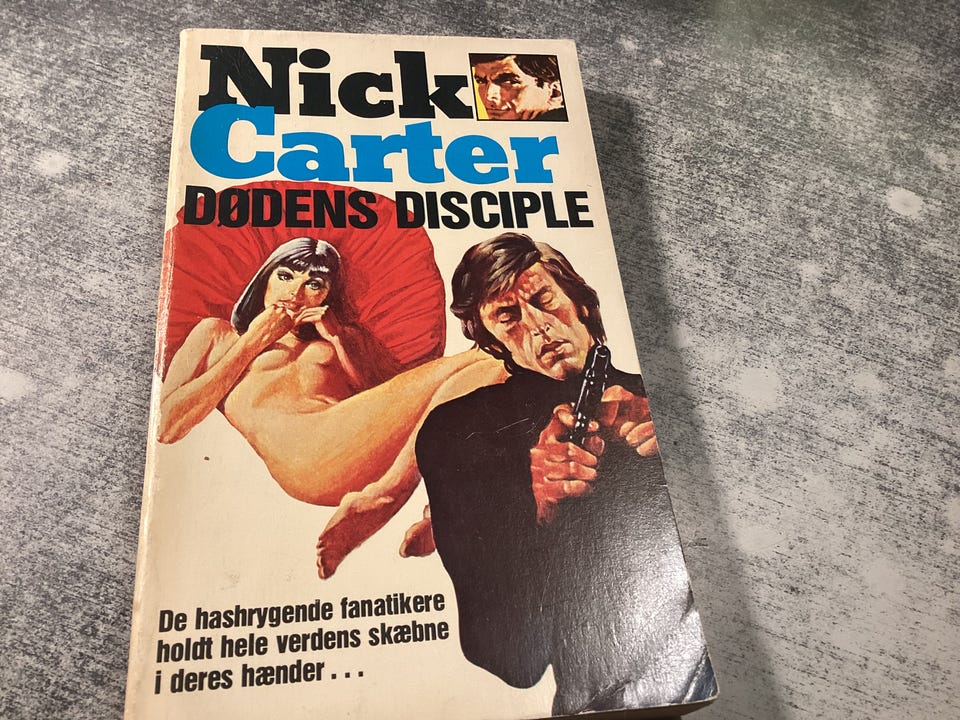 Nick
Carter
DØDENS DISCIPLE
De hashrygende fanatikere
holdt hele verdens skæbne
i deres hænder...